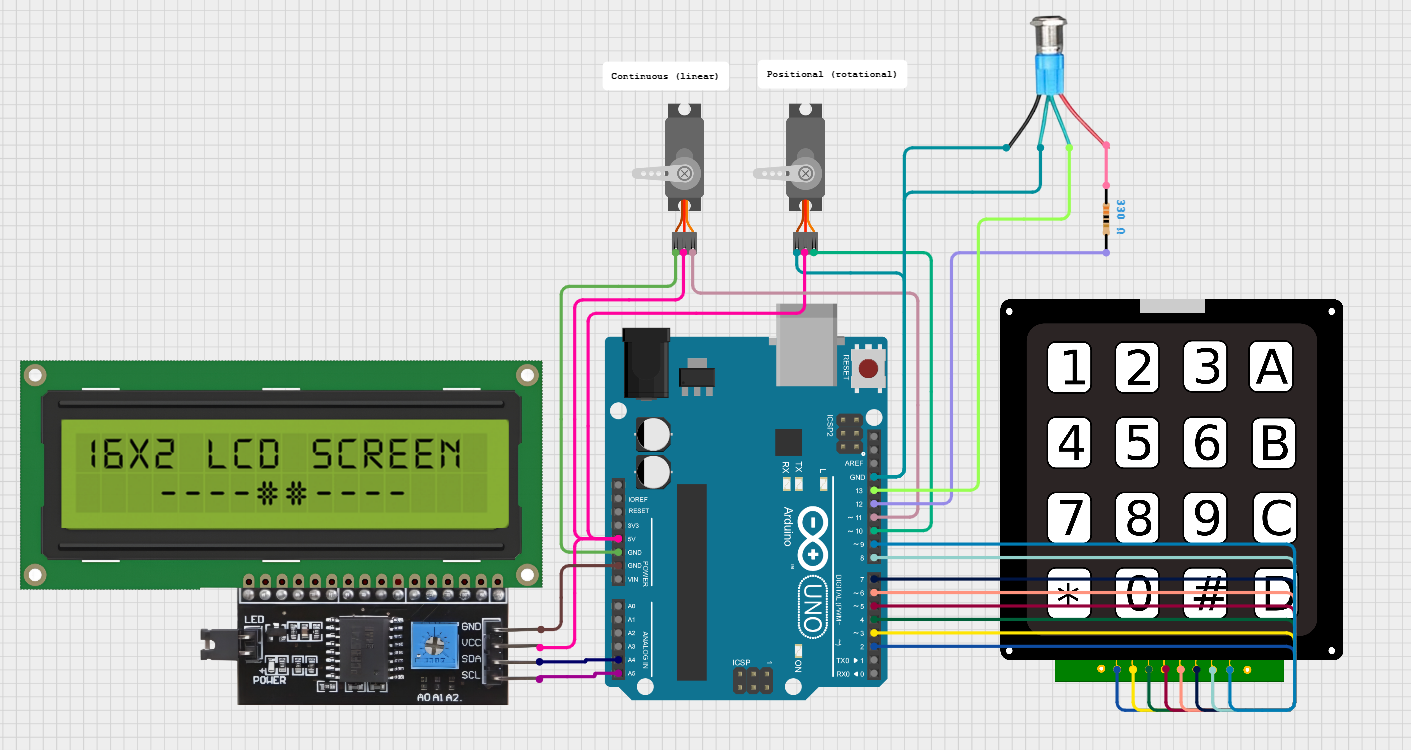 Continuous (linear)
Positional (rotational)
330 Ω
16X2 LCD SCREEN
----**----
LED
POWER
A0 A1 A2.
GND
VCC
SDA
SCL
RESET
ICSP2
IOREF
RESET
3V3
5V
GND
GND
VIN
POWER
A0
A1
A2
A3
A4
A5
ANALOG IN
RX
TX
L
Arduino
UNO
ON
ICSP
1
AREF
GND
13
12
~ 11
~ 10
~ 9
8
7
~ 6
~ 5
4
~ 3
2
TX0 ▶ 1
RX0 ◀ 0
1 2 3 A
4 5 6 B
7 8 9 C
* 0 # D